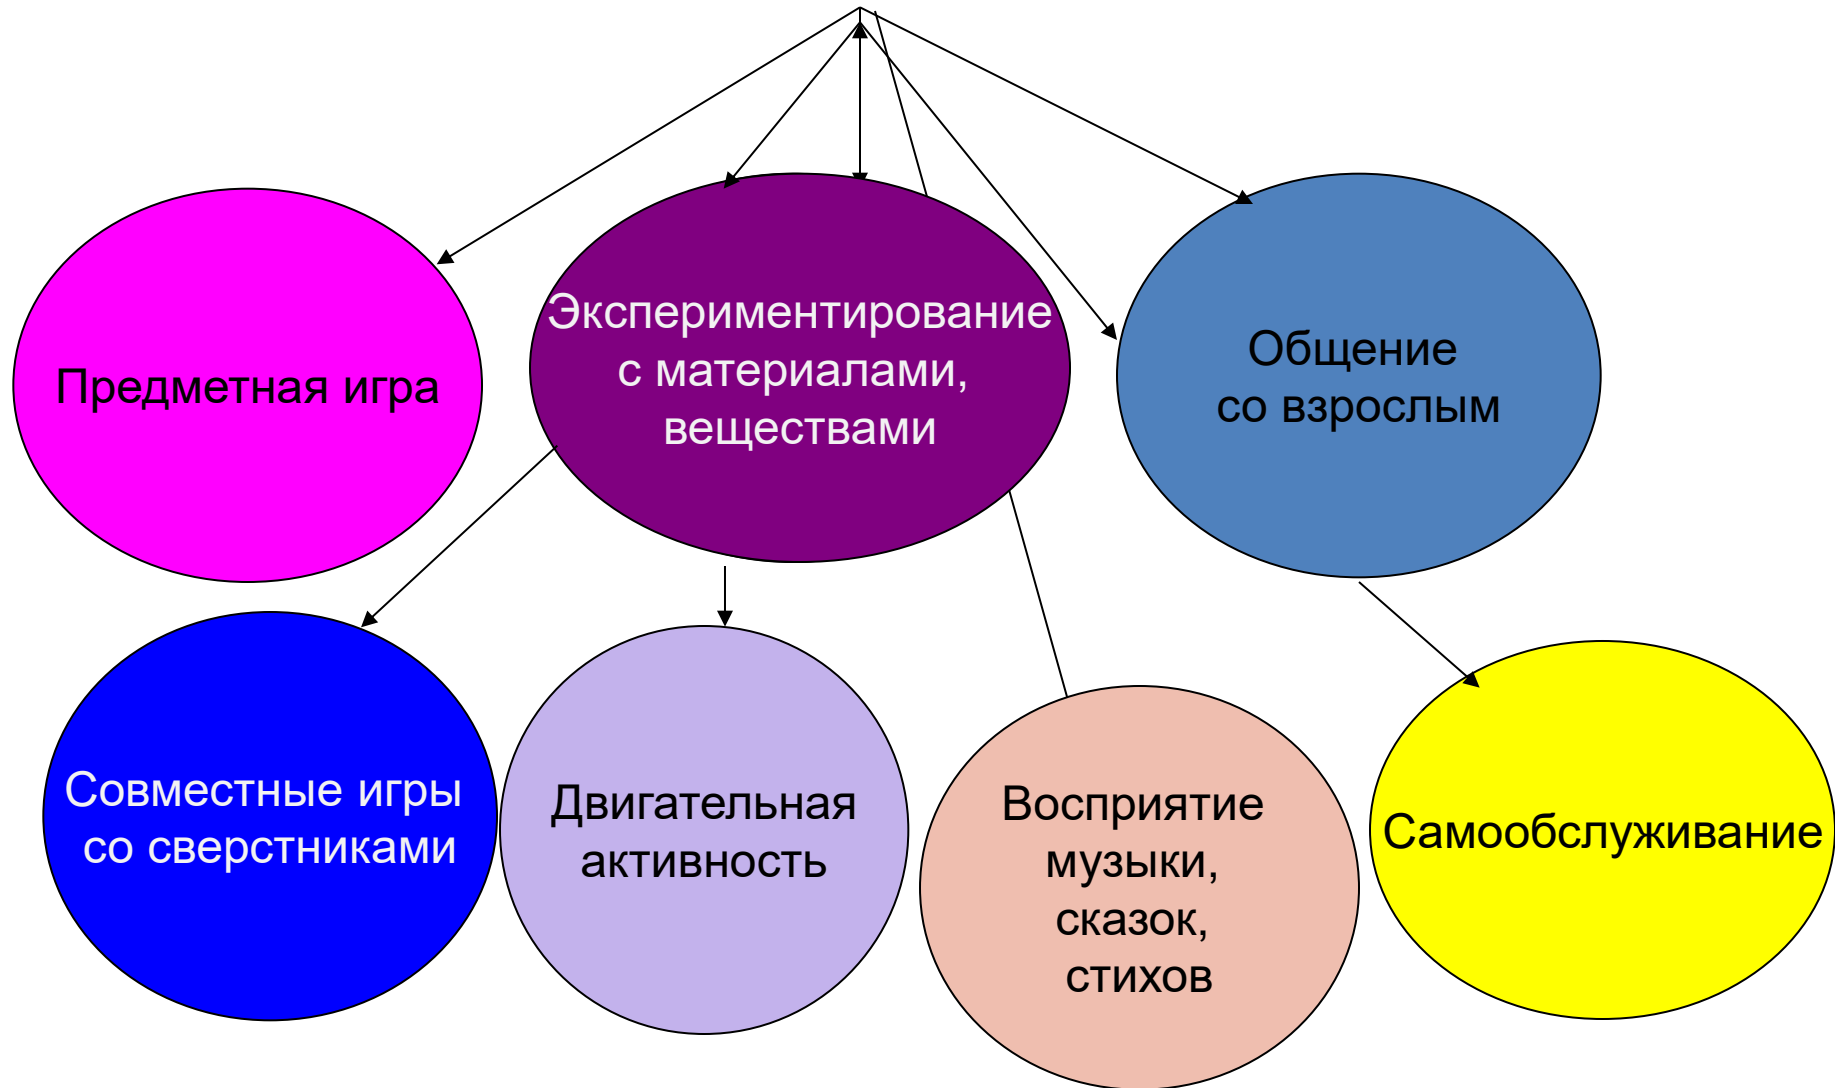 Предметная игра
Экспериментирование
с материалами,
веществами
Общение
со взрослым
Совместные игры
со сверстниками
Двигательная
активность
Восприятие
музыки,
сказок,
стихов
Самообслуживание